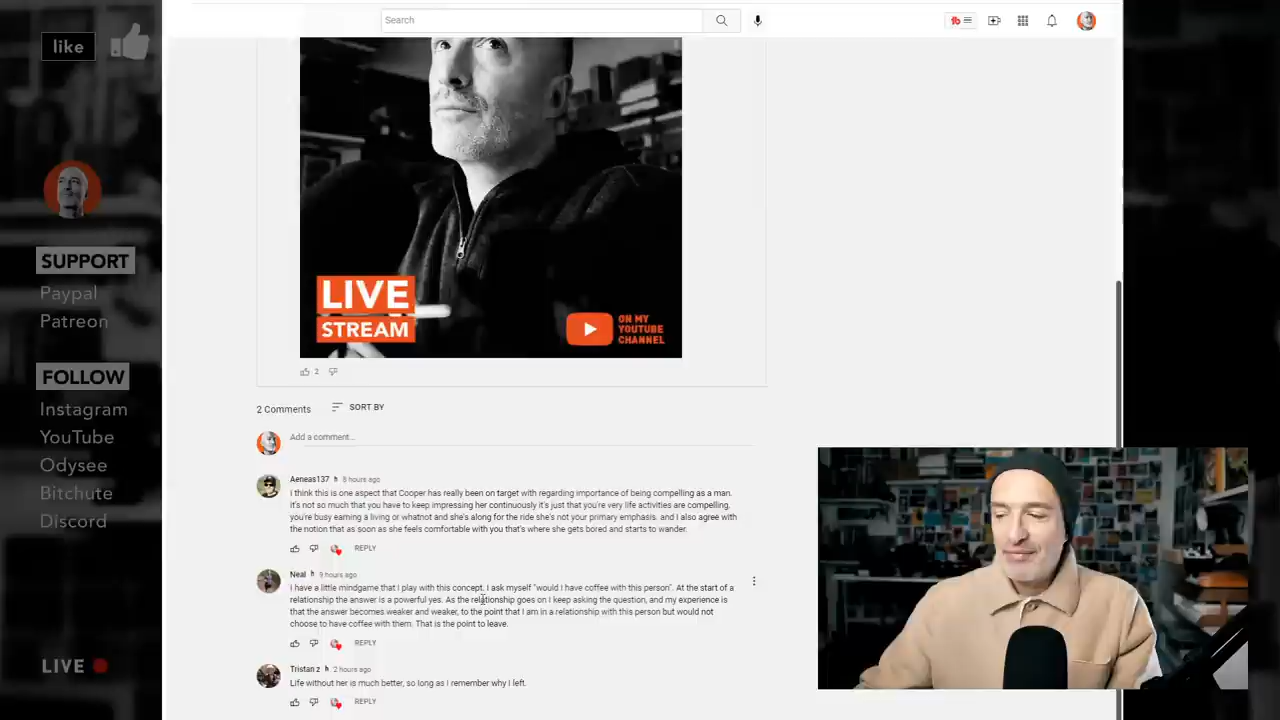 like
Search
SUPPORT
Paypal
Patreon
FOLLOW
Instagram
YouTube
Odysee
Bitchute
Discord
LIVE
LIVE
STREAM
ON MY
YOUTUBE
CHANNEL
2
2 Comments
SORT BY
Add a comment...
Aeneas137 8 hours ago
I think this is one aspect that Cooper has really been on target with regarding importance of being compelling as a man.
it's not so much that you have to keep impressing her continuously it's just that you're very life activities are compelling,
you're busy earning a living or whatnot and she's along for the ride she's not your primary emphasis. and I also agree with
the notion that as soon as she feels comfortable with you that's where she gets bored and starts to wander.
REPLY
Neal 9 hours ago
I have a little mindgame that I play with this concept. I ask myself "would I have coffee with this person". At the start of a
relationship the answer is a powerful yes. As the relationship goes on I keep asking the question, and my experience is
that the answer becomes weaker and weaker, to the point that I am in a relationship with this person but would not
choose to have coffee with them. That is the point to leave.
REPLY
Tristan z 2 hours ago
Life without her is much better, so long as I remember why I left.
REPLY